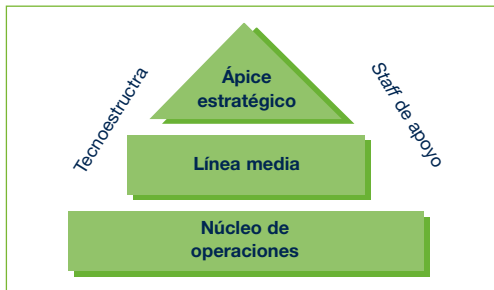 Ápice
estratégico
Tecnoestructra
Staff de apoyo
Línea media
Núcleo de
operaciones